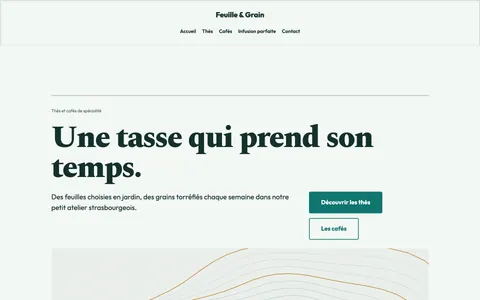 Feuille & Grain
Accueil Thés Cafés Infusion parfaite Contact
Thés et cafés de spécialité
Une tasse qui prend son
temps.
Des feuilles choisies en jardin, des grains torréfiés chaque semaine dans notre
petit atelier strasbourgeois.
Découvrir les thés
Les cafés